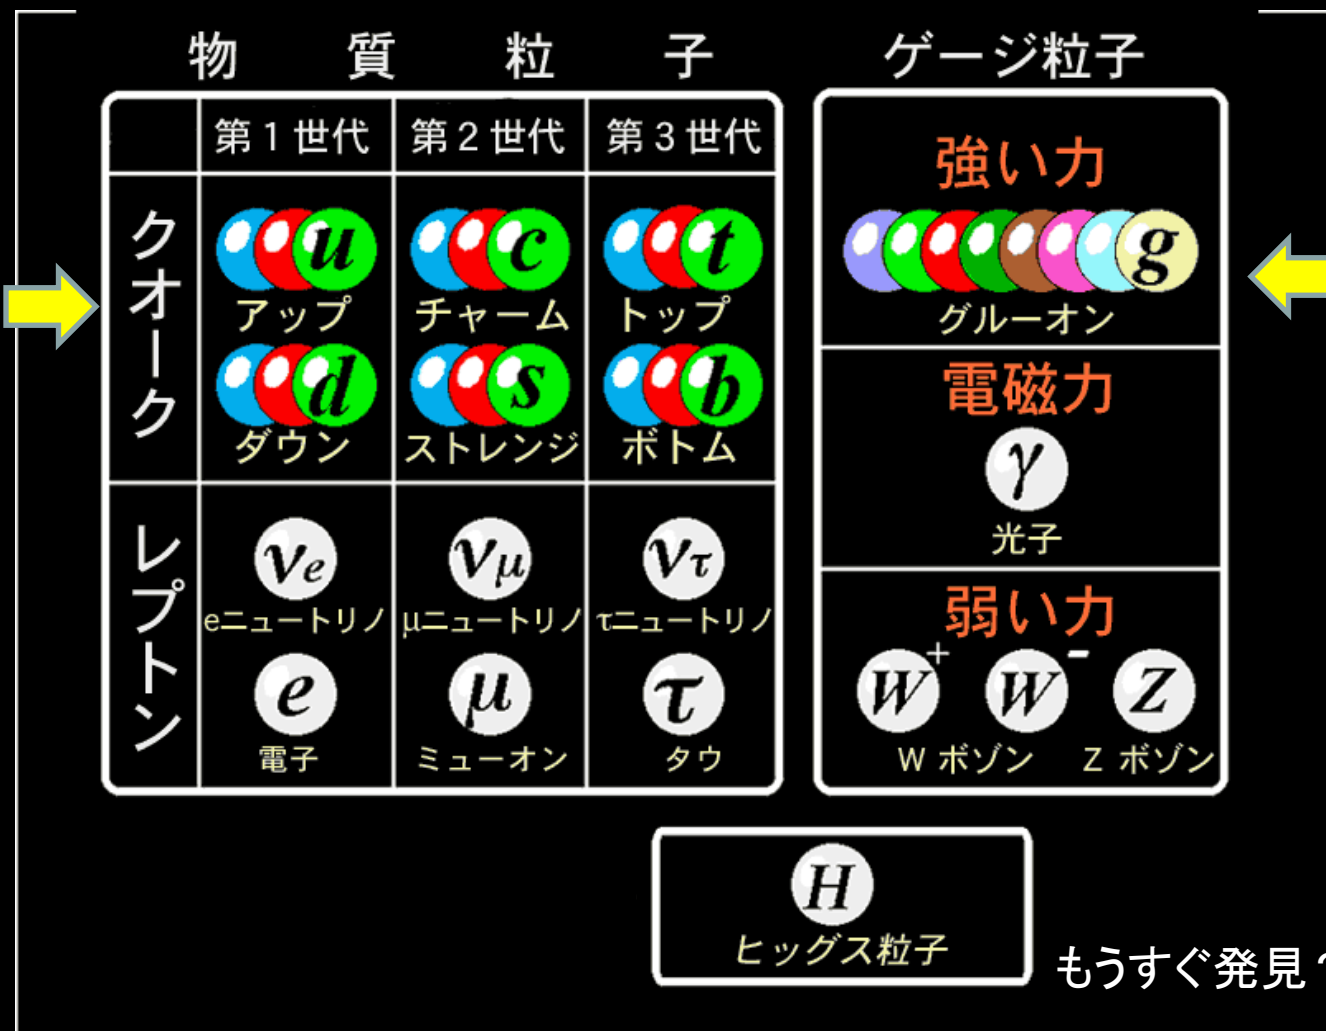 物質粒子
ゲージ粒子
第1世代 第2世代 第3世代
クオーク
u c t
アップ チャーム トップ
d s b
ダウン ストレンジ ボトム
レプトン
νe νμ ντ
eニュートリノ μニュートリノ τニュートリノ
e μ τ
電子 ミューオン タウ
強い力
g
グルーオン
電磁力
γ
光子
弱い力
W+ W- Z
W ボゾン Z ボゾン
H
ヒッグス粒子
もうすぐ発見?